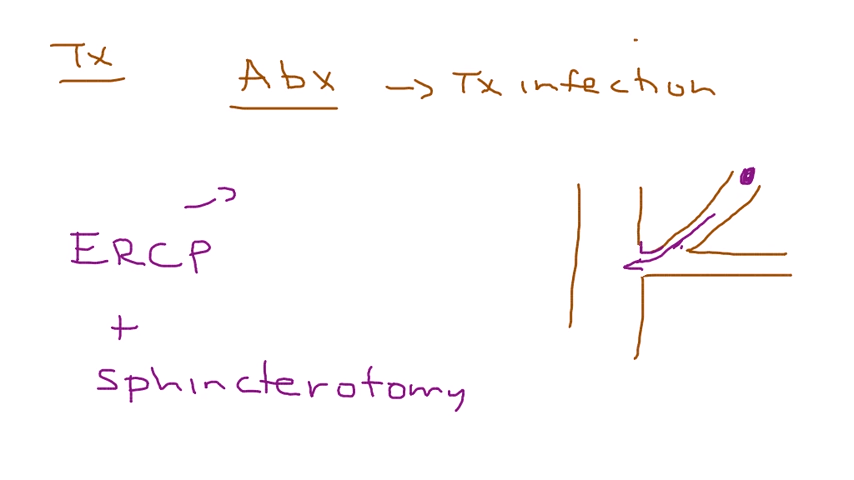 Tx
Abx → Tx infection
ERCP →
+
sphincterotomy